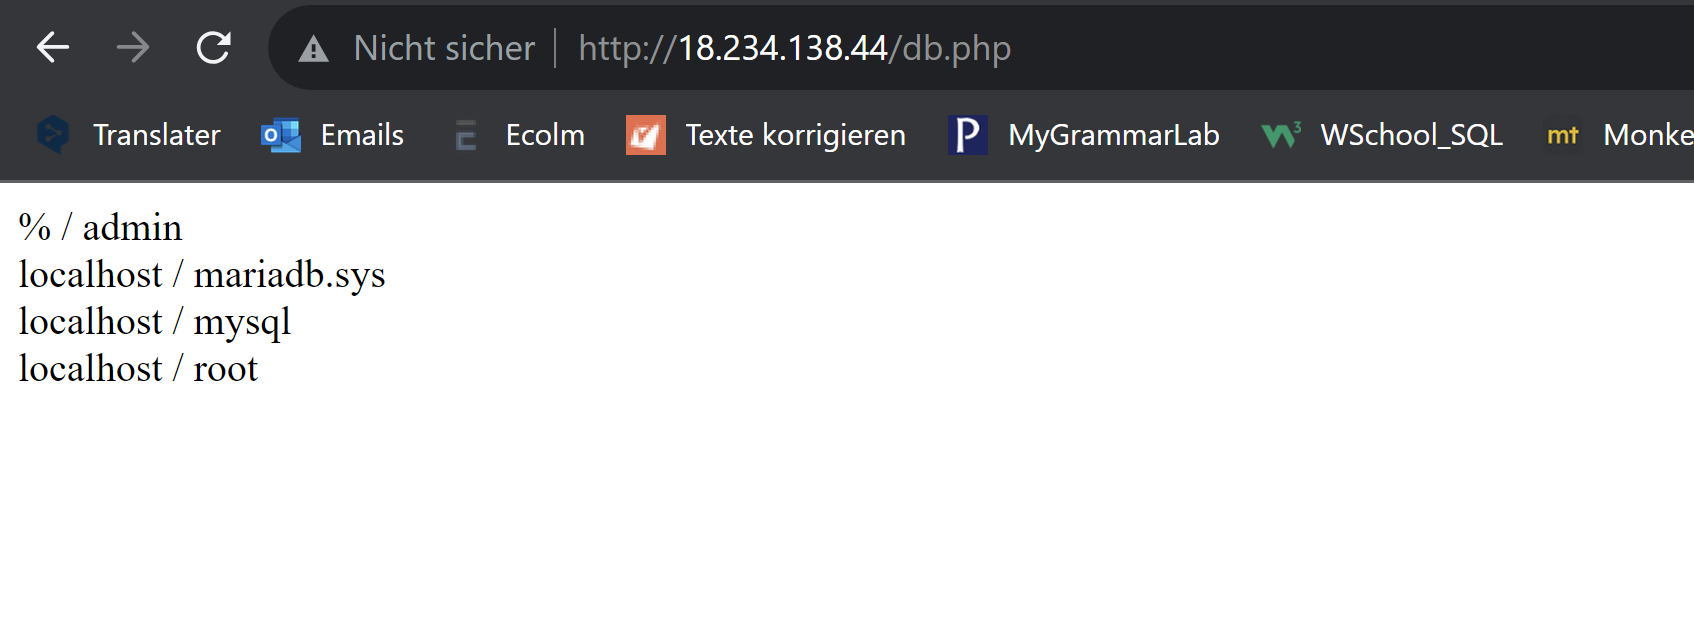 Nicht sicher | http://18.234.138.44/db.php
Translater Emails Ecolm Texte korrigieren P MyGrammarLab W3 WSchool_SQL mt Monke
% / admin
localhost / mariadb.sys
localhost / mysql
localhost / root